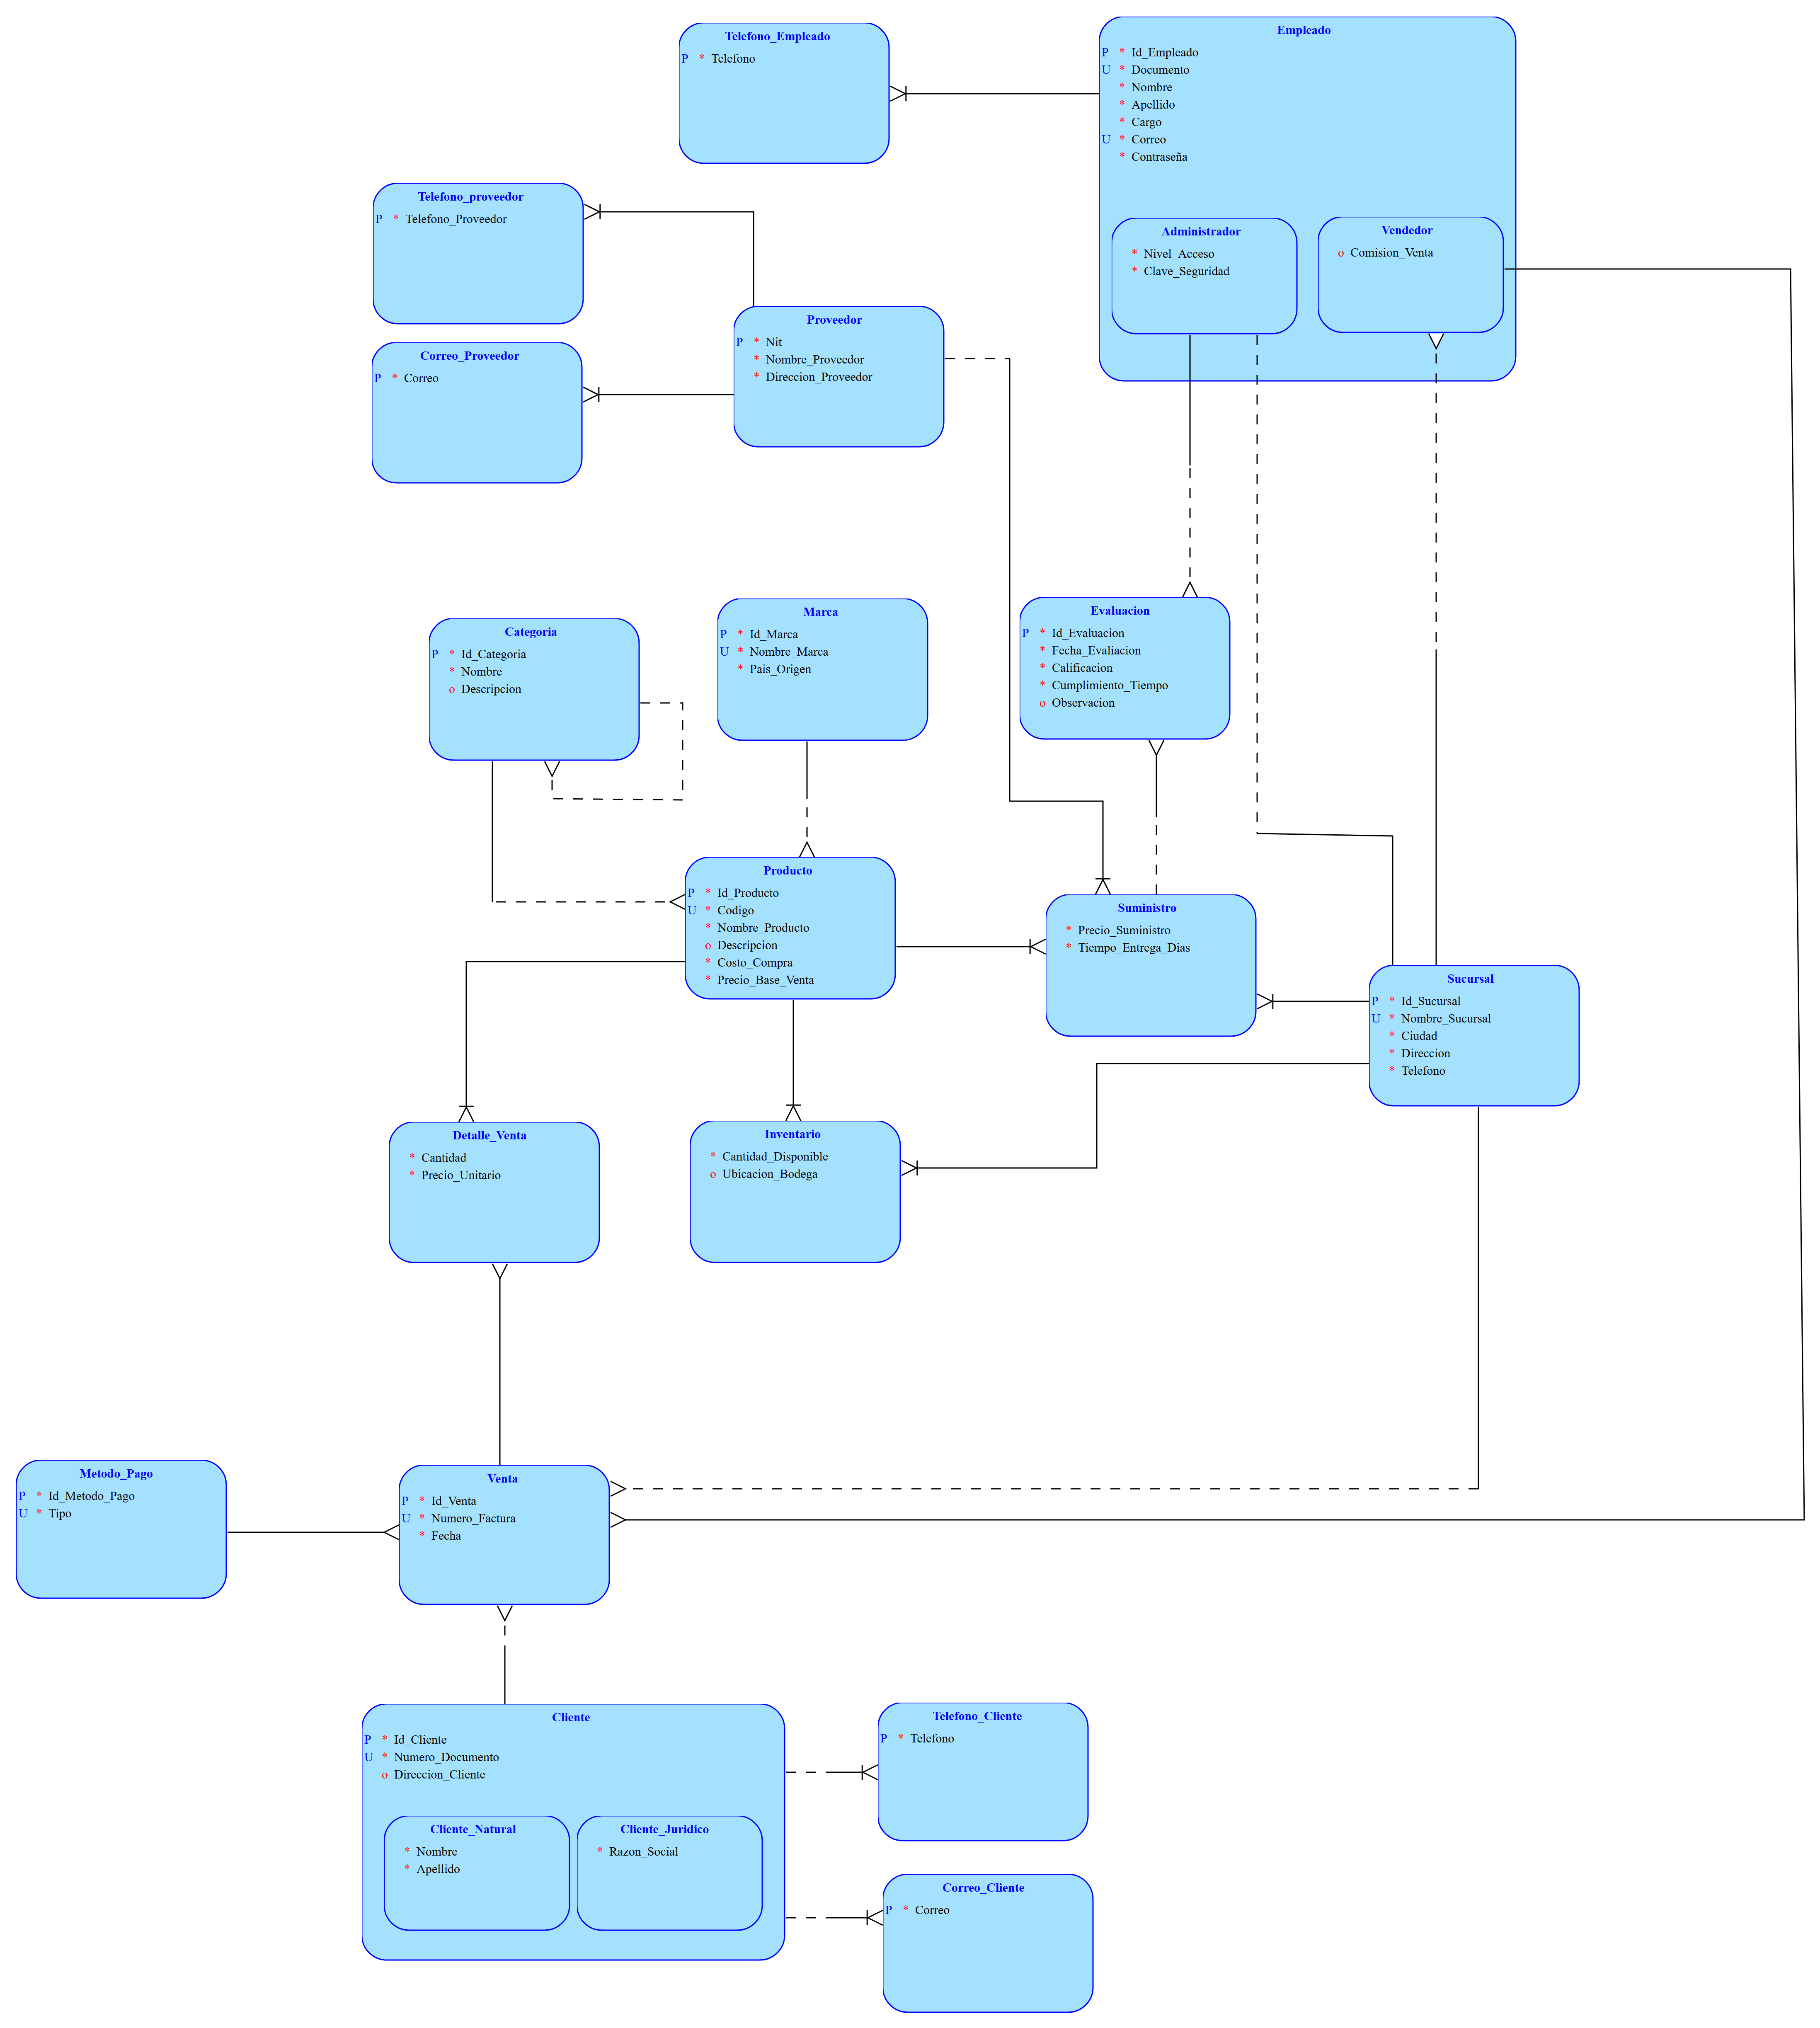 Telefono_Empleado
P * Telefono
Empleado
P * Id_Empleado
U * Documento
* Nombre
* Apellido
* Cargo
U * Correo
* Contraseña
Administrador
* Nivel_Acceso
* Clave_Seguridad
Vendedor
o Comision_Venta
Telefono_proveedor
P * Telefono_Proveedor
Correo_Proveedor
P * Correo
Proveedor
P * Nit
* Nombre_Proveedor
* Direccion_Proveedor
Categoria
P * Id_Categoria
* Nombre
o Descripcion
Marca
P * Id_Marca
U * Nombre_Marca
* Pais_Origen
Evaluacion
P * Id_Evaluacion
* Fecha_Evaliacion
* Calificacion
* Cumplimiento_Tiempo
o Observacion
Producto
P * Id_Producto
U * Codigo
* Nombre_Producto
o Descripcion
* Costo_Compra
* Precio_Base_Venta
Suministro
* Precio_Suministro
* Tiempo_Entrega_Dias
Sucursal
P * Id_Sucursal
U * Nombre_Sucursal
* Ciudad
* Direccion
* Telefono
Detalle_Venta
* Cantidad
* Precio_Unitario
Inventario
* Cantidad_Disponible
o Ubicacion_Bodega
Metodo_Pago
P * Id_Metodo_Pago
U * Tipo
Venta
P * Id_Venta
U * Numero_Factura
* Fecha
Cliente
P * Id_Cliente
U * Numero_Documento
o Direccion_Cliente
Cliente_Natural
* Nombre
* Apellido
Cliente_Juridico
* Razon_Social
Telefono_Cliente
P * Telefono
Correo_Cliente
P * Correo